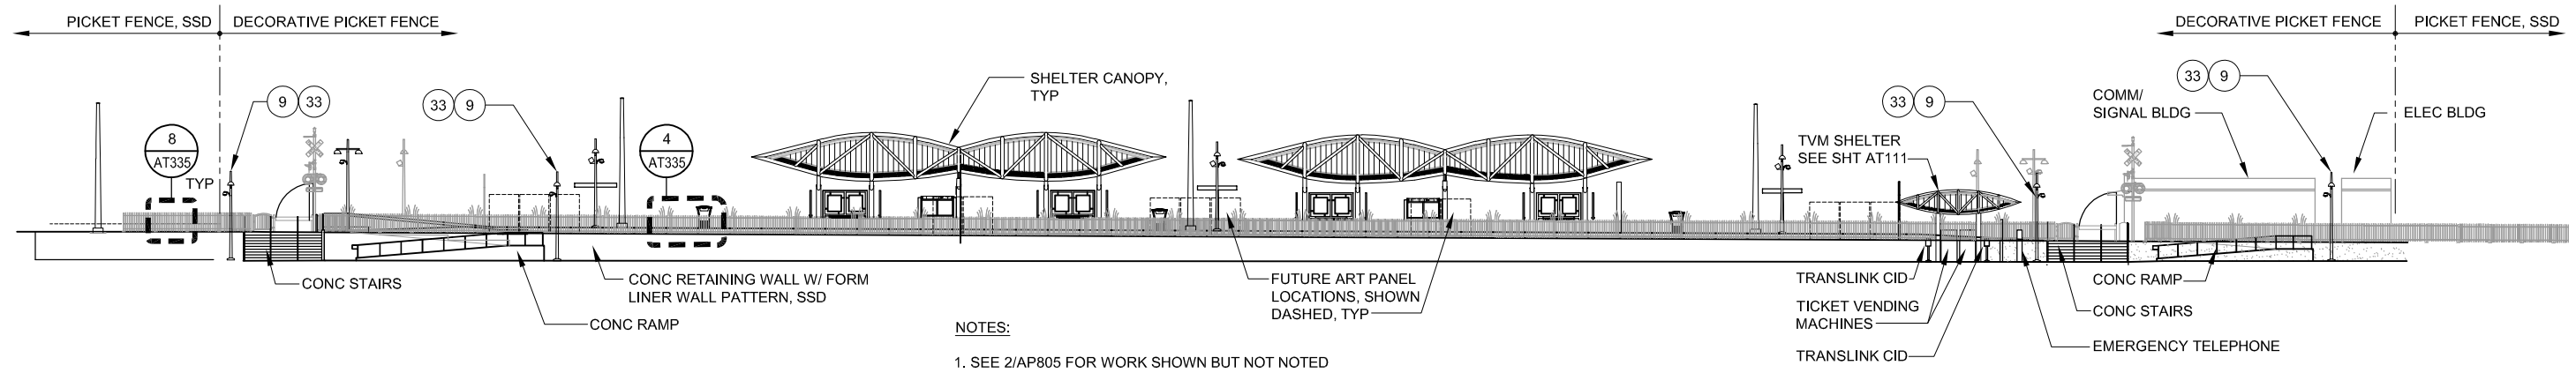 PICKET FENCE, SSD
DECORATIVE PICKET FENCE
DECORATIVE PICKET FENCE
PICKET FENCE, SSD
9 33
33 9
SHELTER CANOPY,
TYP
33 9
33 9
COMM/
SIGNAL BLDG
ELEC BLDG
8
AT335
TYP
4
AT335
TVM SHELTER
SEE SHT AT111
CONC STAIRS
CONC RETAINING WALL W/ FORM
LINER WALL PATTERN, SSD
CONC RAMP
FUTURE ART PANEL
LOCATIONS, SHOWN
DASHED, TYP
TRANSLINK CID
TICKET VENDING
MACHINES
TRANSLINK CID
CONC RAMP
CONC STAIRS
EMERGENCY TELEPHONE
NOTES:
1. SEE 2/AP805 FOR WORK SHOWN BUT NOT NOTED